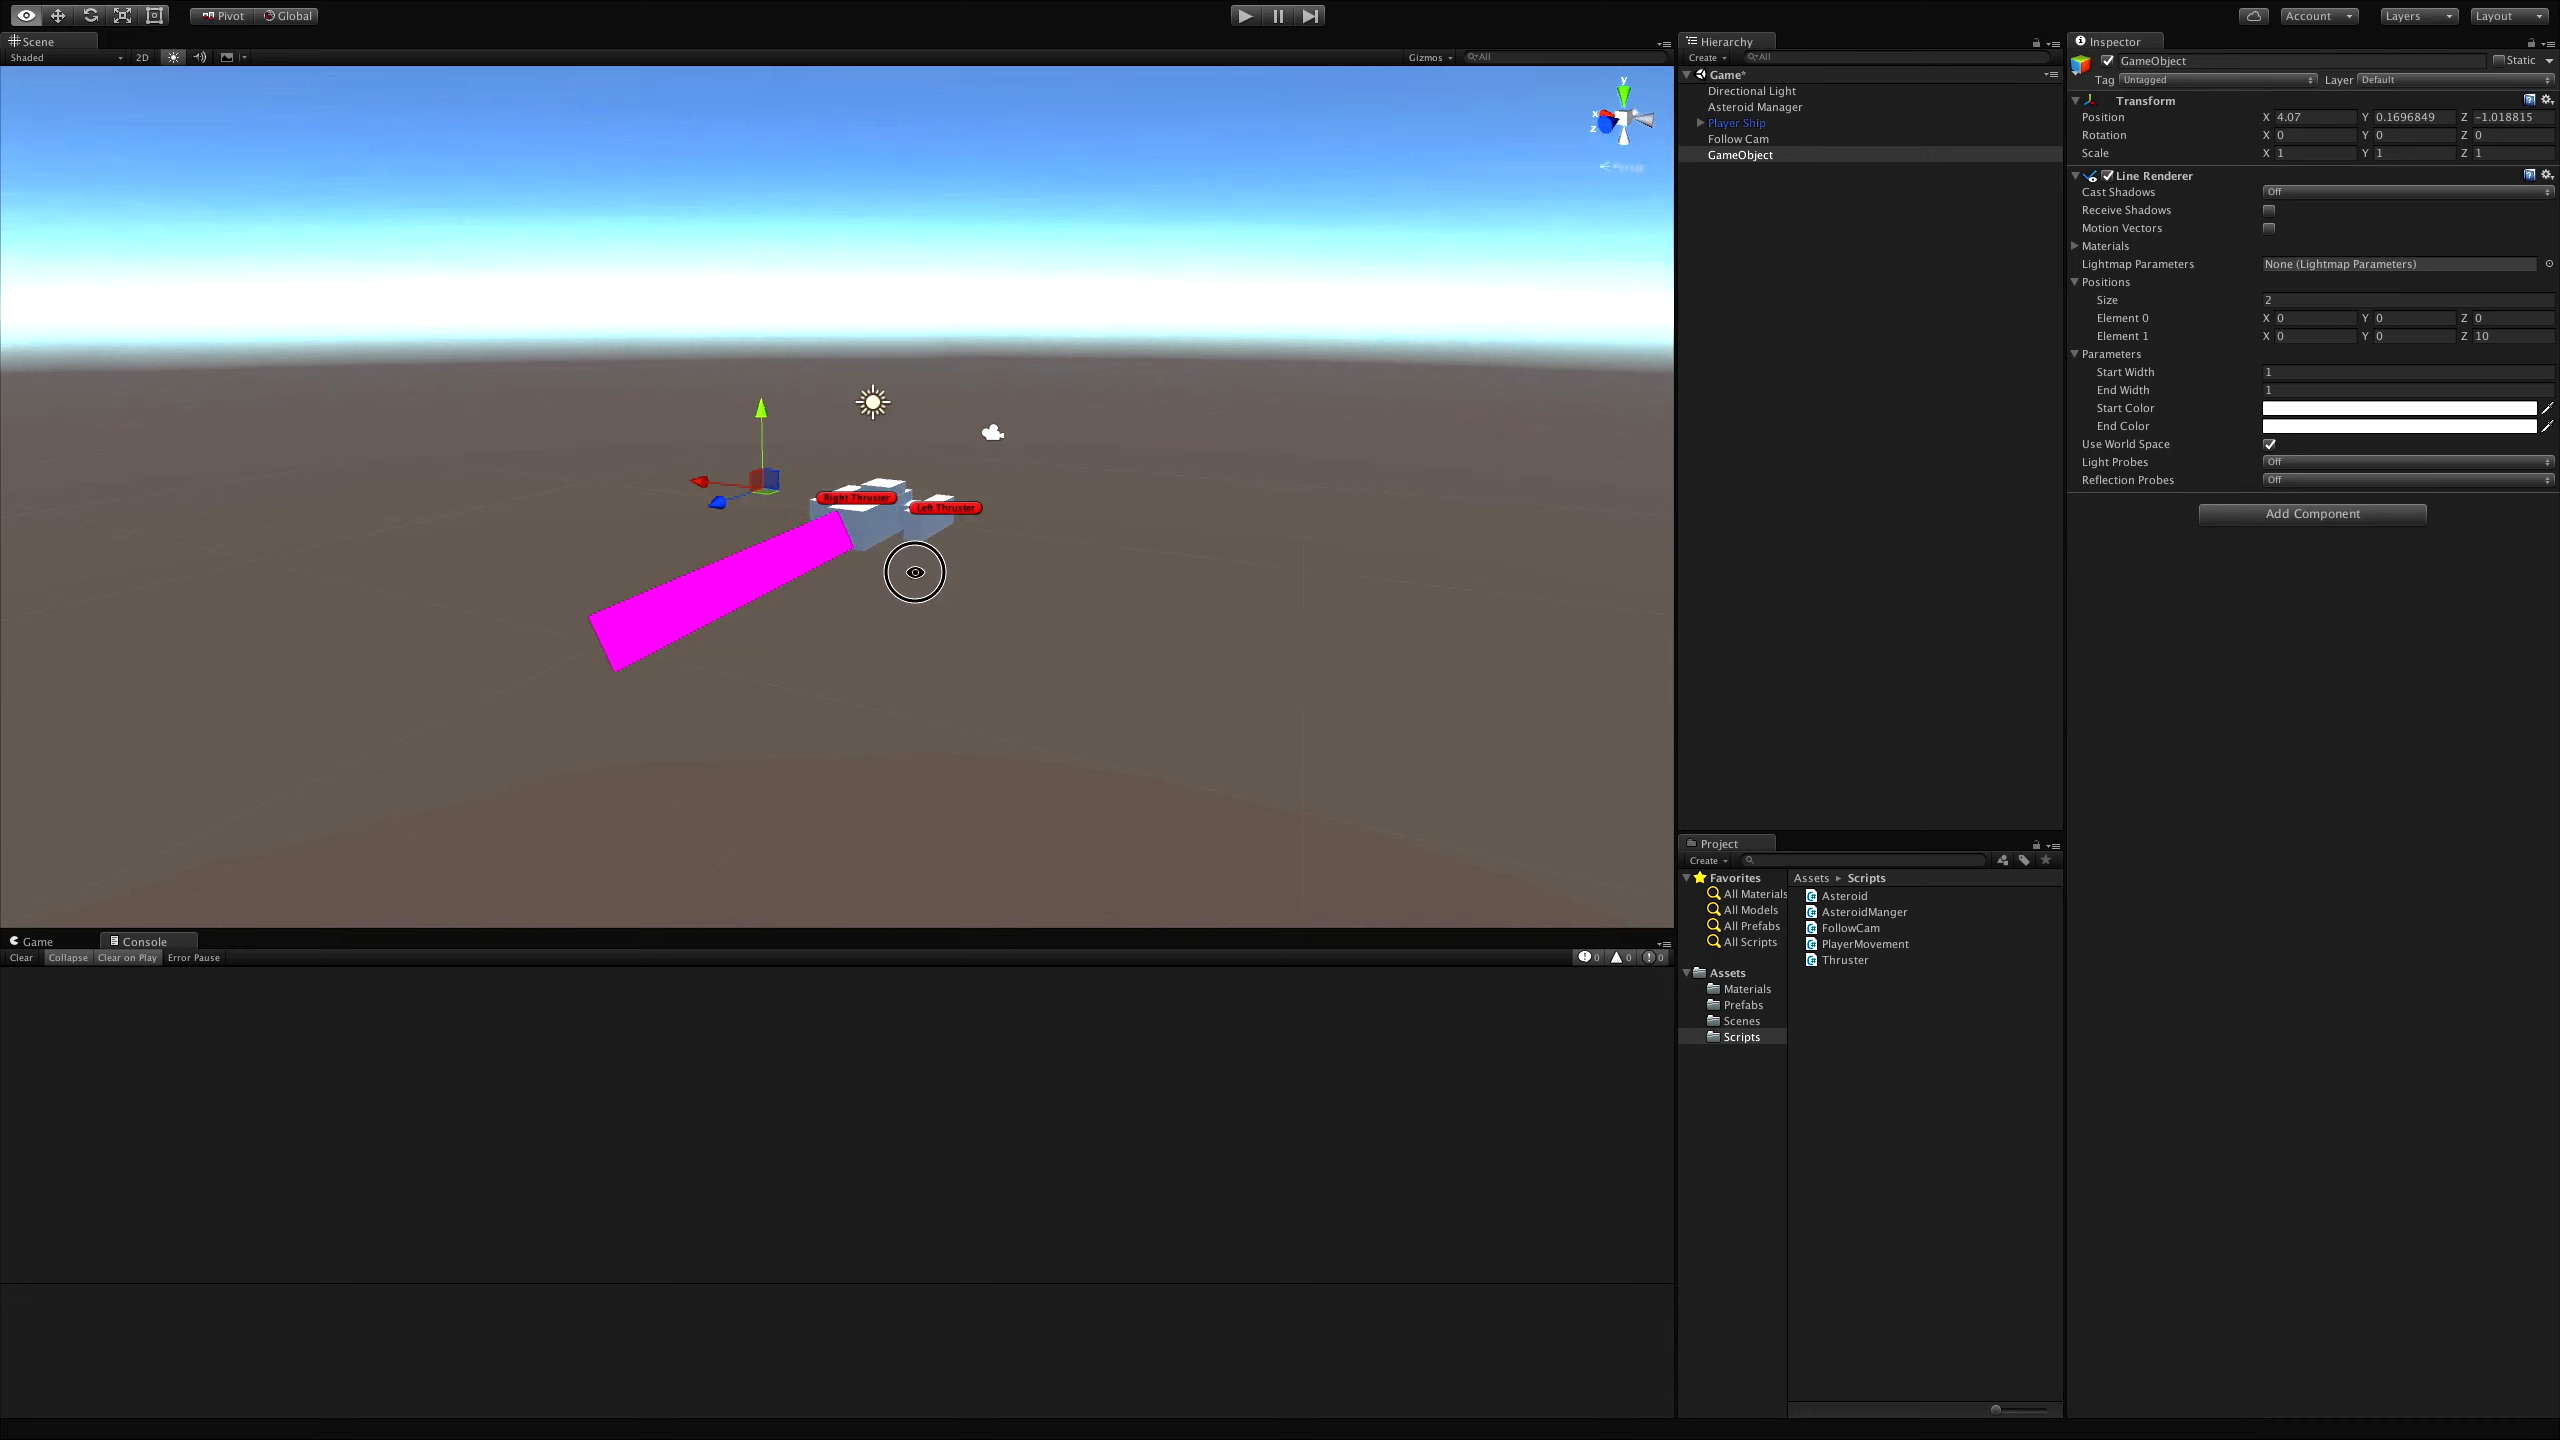 Pivot Global Account Layers Layout
Scene
Shaded 2D Gizmos All
y
x
z
Persp
Right Thruster
Left Thruster
Game Console
Clear Collapse Clear on Play Error Pause 0 0 0
Hierarchy
Create All
Game*
Directional Light
Asteroid Manager
Player Ship
Follow Cam
GameObject
Project
Create
Favorites
All Materials
All Models
All Prefabs
All Scripts
Assets
Materials
Prefabs
Scenes
Scripts
Assets Scripts
Asteroid
AsteroidManger
FollowCam
PlayerMovement
Thruster
Inspector
GameObject Static
Tag Untagged Layer Default
Transform
Position X 4.07 Y 0.1696849 Z -1.018815
Rotation X 0 Y 0 Z 0
Scale X 1 Y 1 Z 1
Line Renderer
Cast Shadows Off
Receive Shadows
Motion Vectors
Materials
Lightmap Parameters None (Lightmap Parameters)
Positions
Size 2
Element 0 X 0 Y 0 Z 0
Element 1 X 0 Y 0 Z 10
Parameters
Start Width 1
End Width 1
Start Color
End Color
Use World Space
Light Probes Off
Reflection Probes Off
Add Component